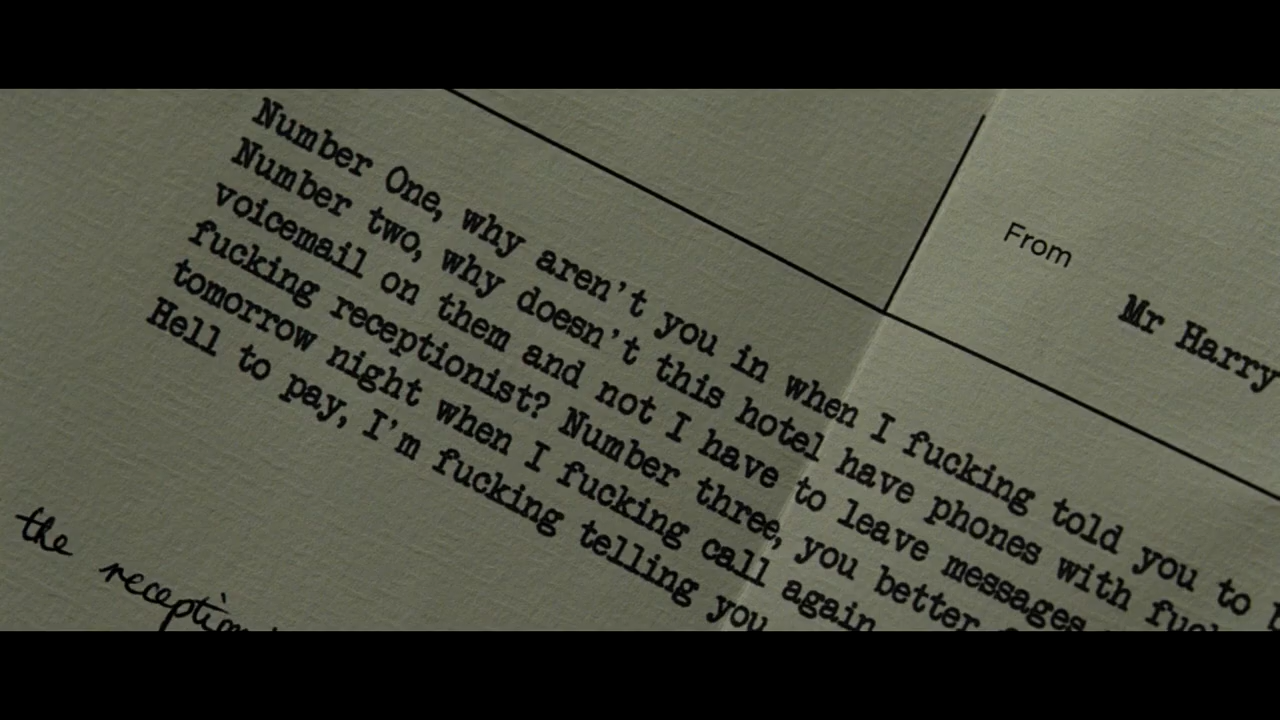 From
Mr Harry
Number One, why aren't you in when I fucking told you to
Number two, why doesn't this hotel have phones with
voicemail on them and not I have to leave messages
fucking receptionist? Number three, you better
tomorrow night when I fucking call again
Hell to pay, I'm fucking telling you
the